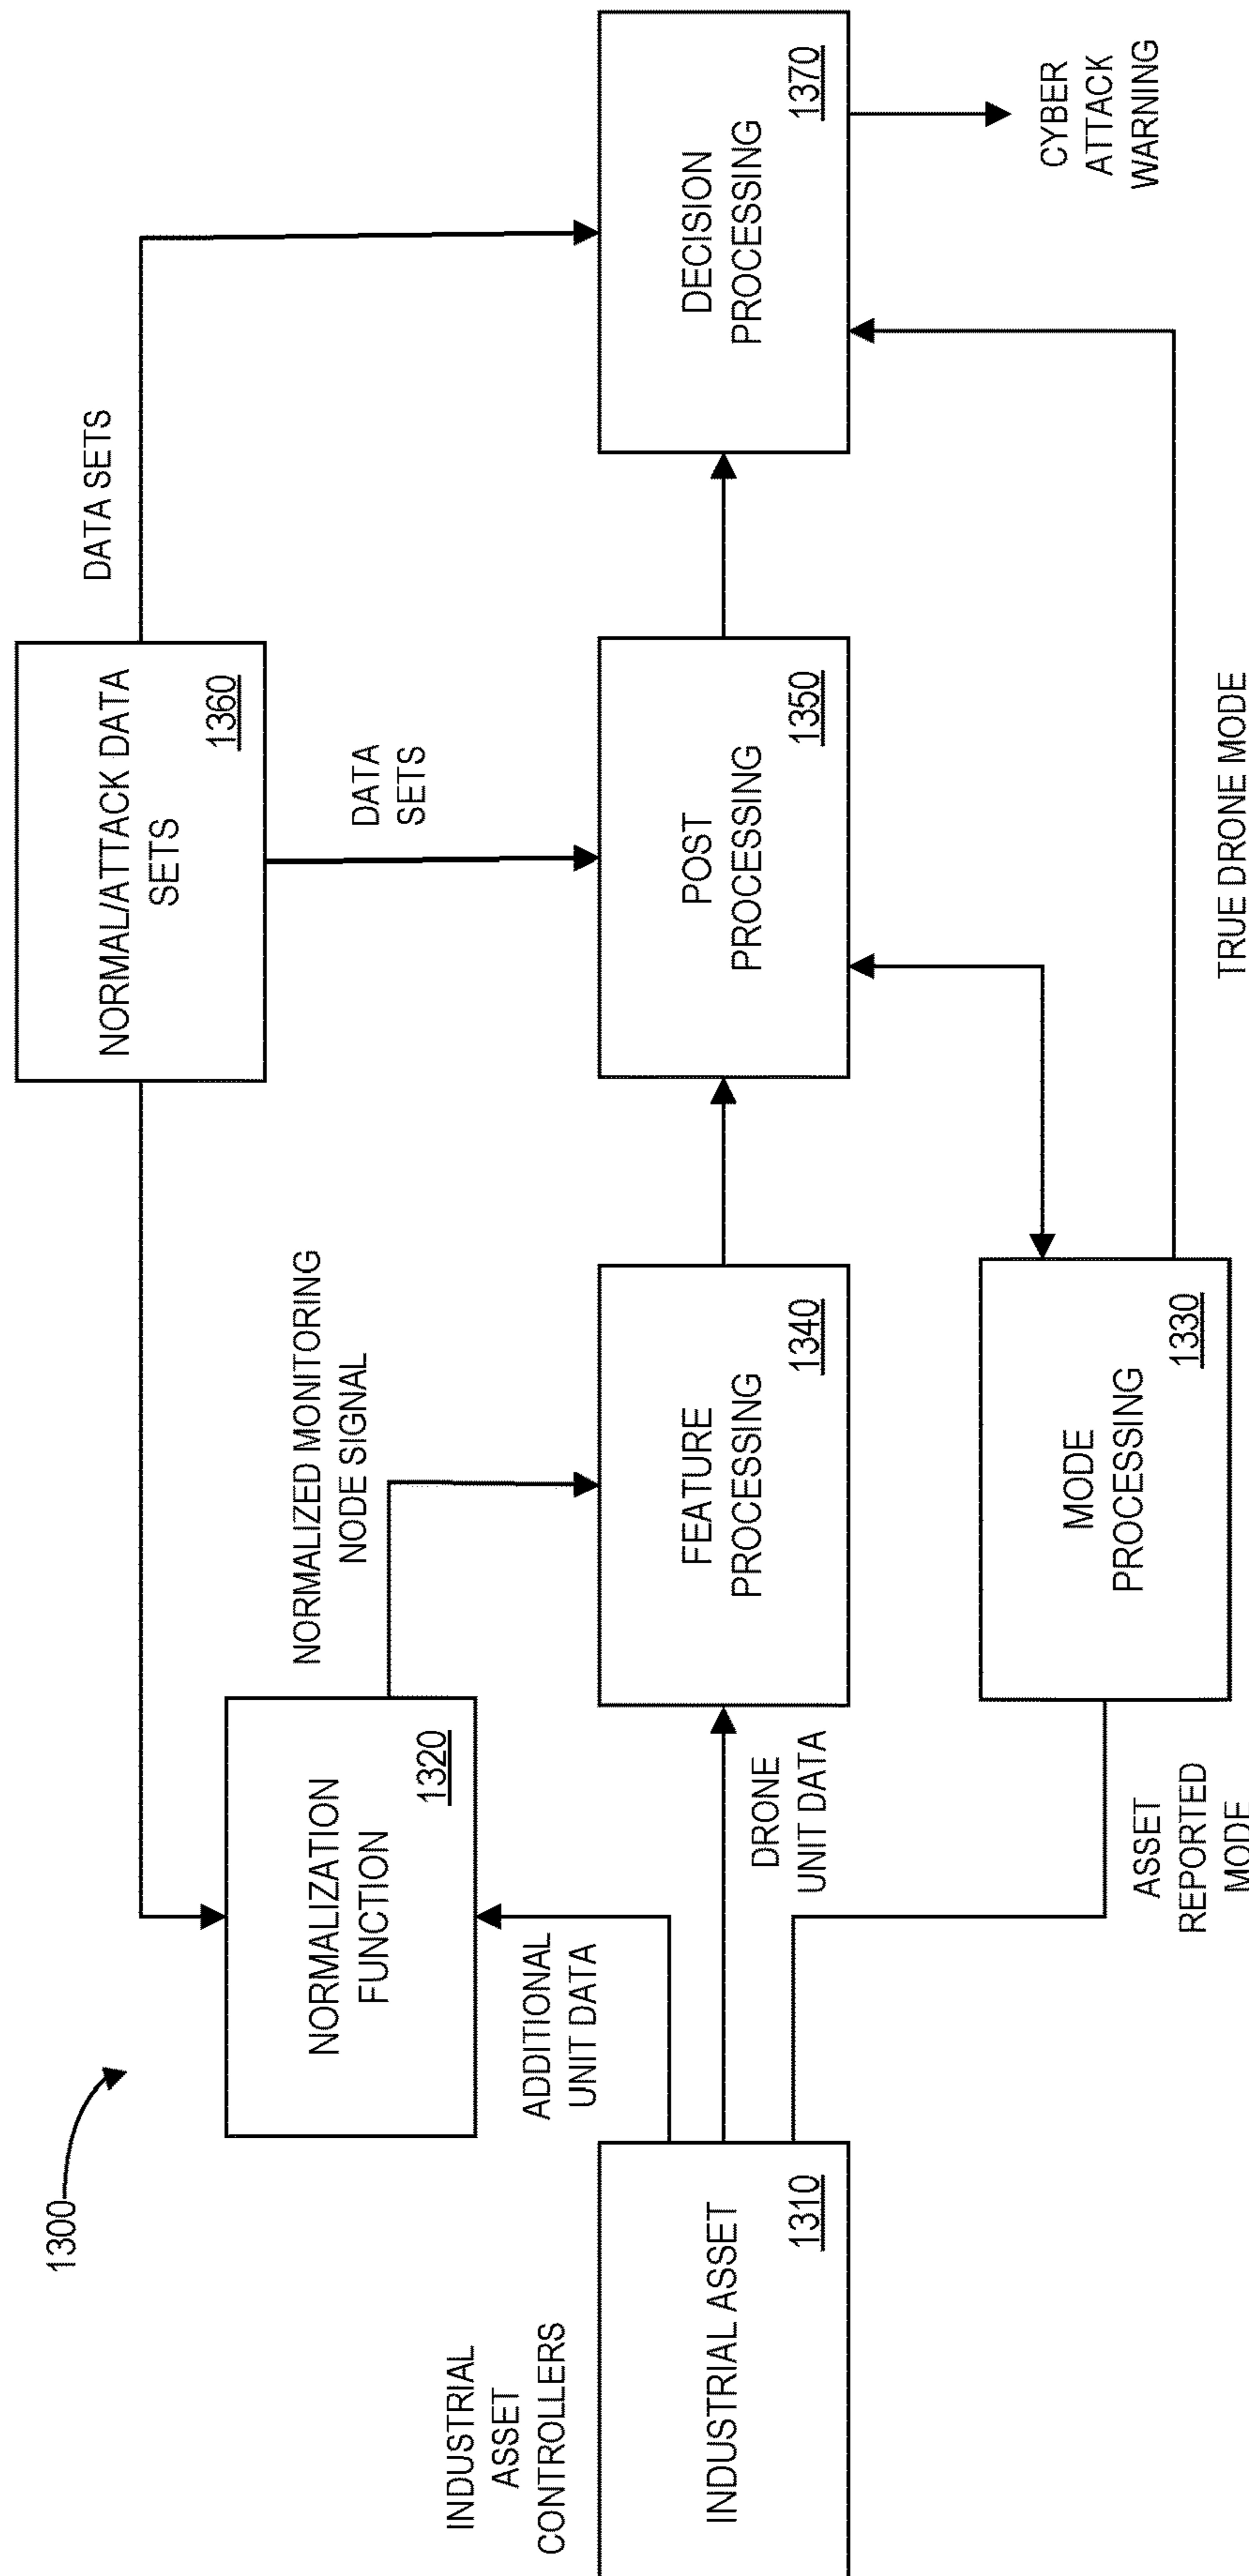 1300
NORMAL/ATTACK DATA
SETS
1360
DATA SETS
DATA
SETS
NORMALIZATION
FUNCTION
1320
NORMALIZED MONITORING
NODE SIGNAL
ADDITIONAL
UNIT DATA
INDUSTRIAL
ASSET
CONTROLLERS
INDUSTRIAL ASSET
1310
DRONE
UNIT DATA
FEATURE
PROCESSING
1340
POST
PROCESSING
1350
DECISION
PROCESSING
1370
CYBER
ATTACK
WARNING
ASSET
REPORTED
MODE
MODE
PROCESSING
1330
TRUE DRONE MODE